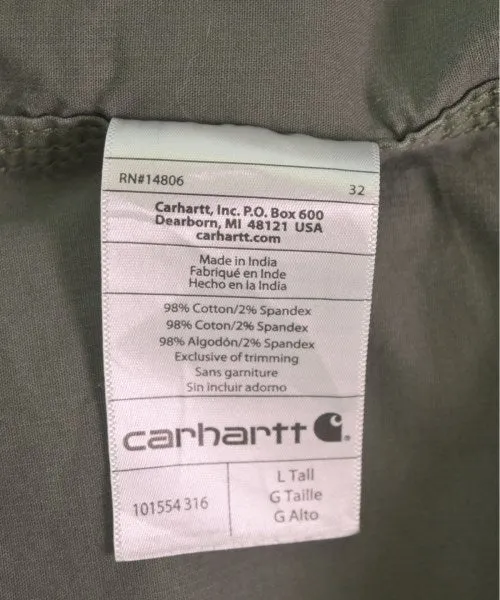 RN#14806
32
Carhartt, Inc. P.O. Box 600
Dearborn, MI 48121 USA
carhartt.com
Made in India
Fabriqué en Inde
Hecho en la India
98% Cotton/2% Spandex
98% Coton/2% Spandex
98% Algodón/2% Spandex
Exclusive of trimming
Sans garniture
Sin incluir adorno
carhartt
101554 316
L Tall
G Taille
G Alto